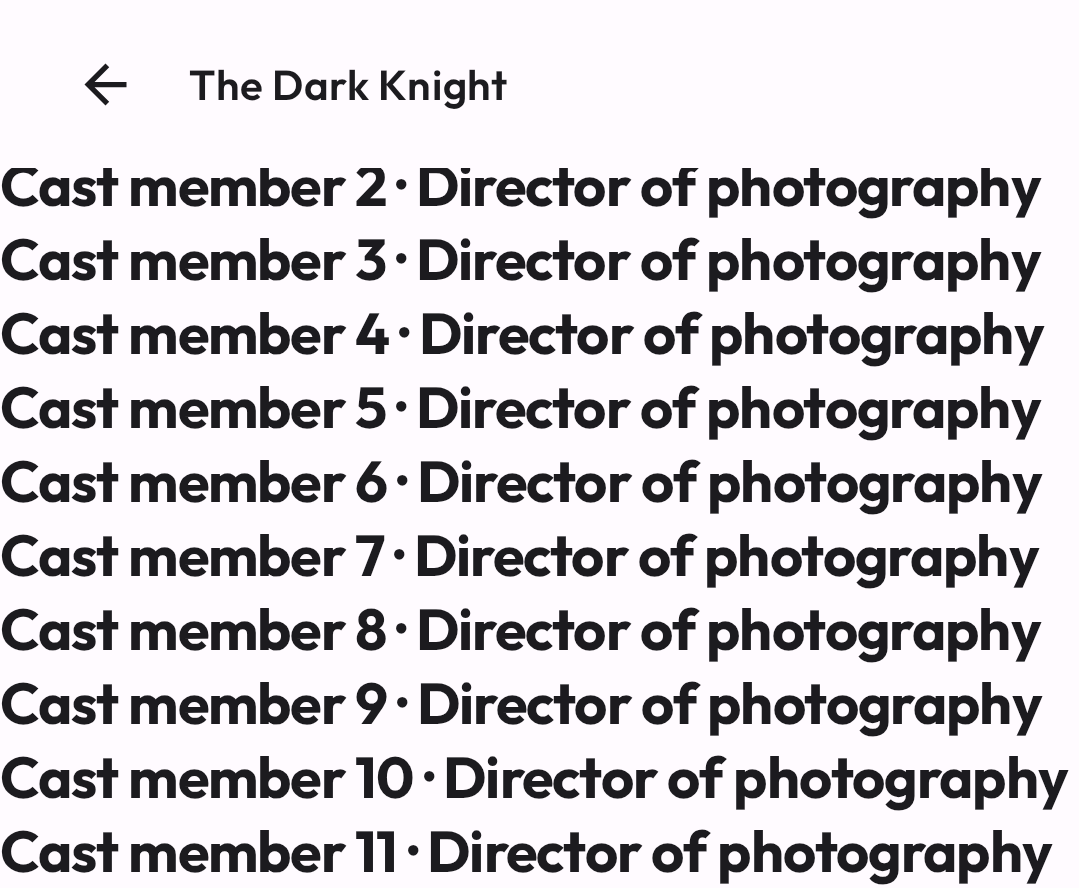 The Dark Knight
Cast member 2 · Director of photography
Cast member 3 · Director of photography
Cast member 4 · Director of photography
Cast member 5 · Director of photography
Cast member 6 · Director of photography
Cast member 7 · Director of photography
Cast member 8 · Director of photography
Cast member 9 · Director of photography
Cast member 10 · Director of photography
Cast member 11 · Director of photography